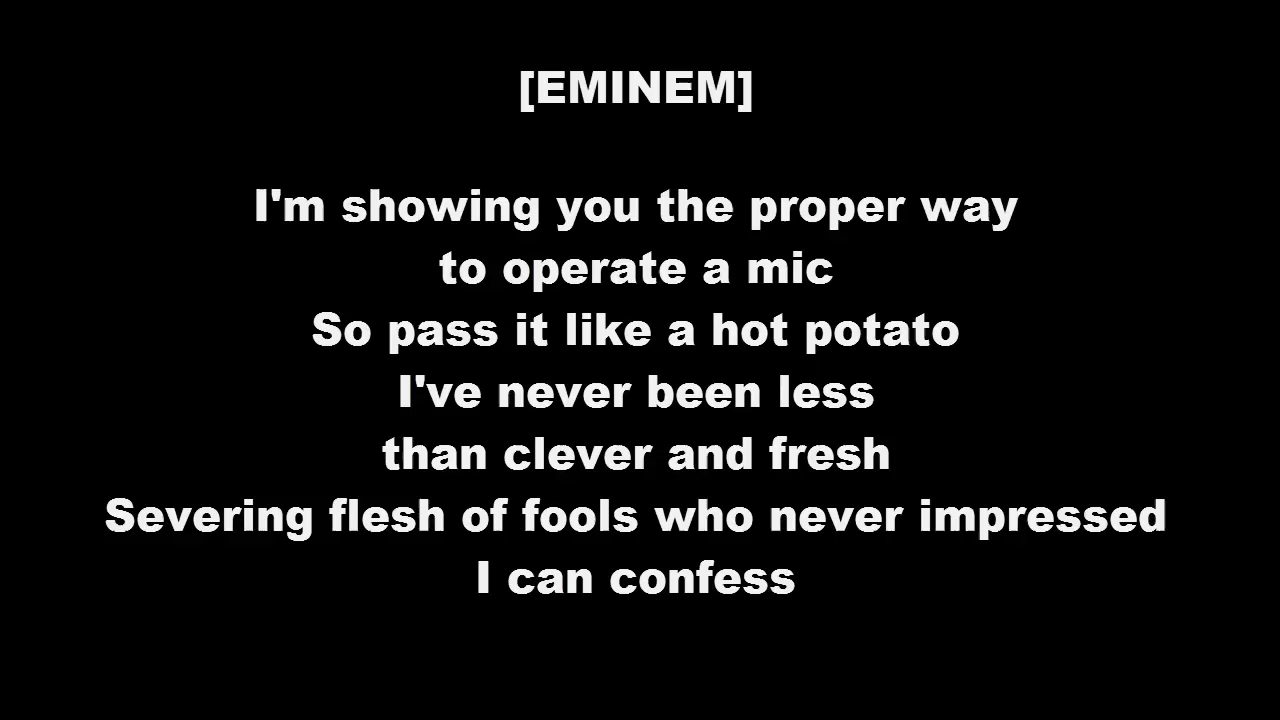 [EMINEM]
I'm showing you the proper way
to operate a mic
So pass it like a hot potato
I've never been less
than clever and fresh
Severing flesh of fools who never impressed
I can confess